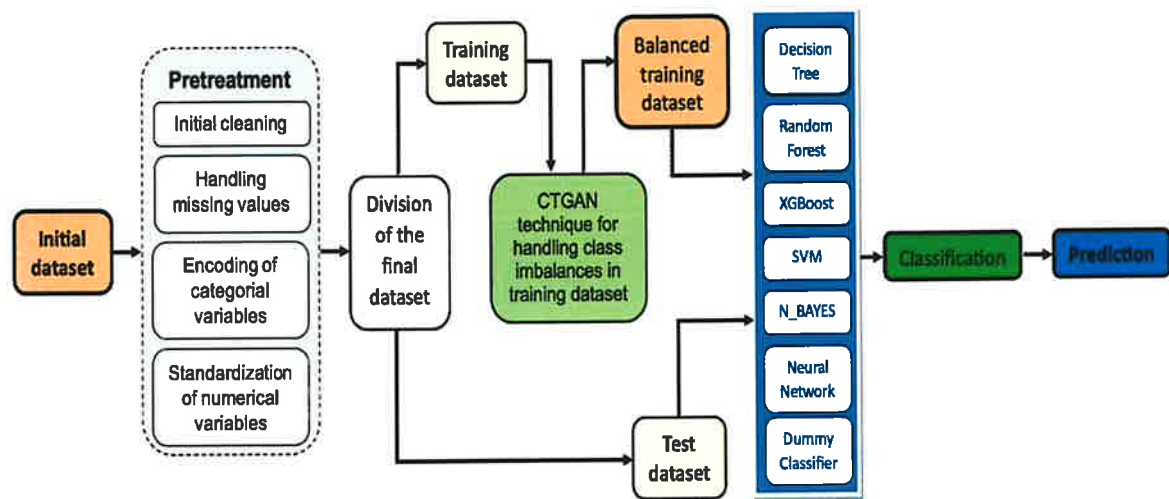 Initial
dataset
Pretreatment
Initial cleaning
Handling
missing values
Encoding of
categorial
variables
Standardization
of numerical
variables
Division
of the
final
dataset
Training
dataset
CTGAN
technique for
handling class
imbalances in
training dataset
Balanced
training
dataset
Test
dataset
Decision
Tree
Random
Forest
XGBoost
SVM
N_BAYES
Neural
Network
Dummy
Classifier
Classification
Prediction